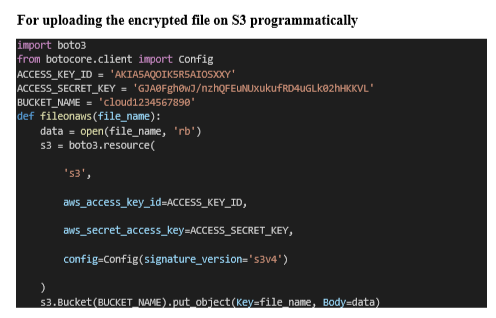 For uploading the encrypted file on S3 programmatically
import boto3
from botocore.client import Config
ACCESS_KEY_ID = 'AKIA5AQOIK5R5AIOSXXY'
ACCESS_SECRET_KEY = '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'
BUCKET_NAME = 'cloud1234567890'
def fileonaws(file_name):
data = open(file_name, 'rb')
s3 = boto3.resource(
's3',
aws_access_key_id=ACCESS_KEY_ID,
aws_secret_access_key=ACCESS_SECRET_KEY,
config=Config(signature_version='s3v4')
)
s3.Bucket(BUCKET_NAME).put_object(Key=file_name, Body=data)